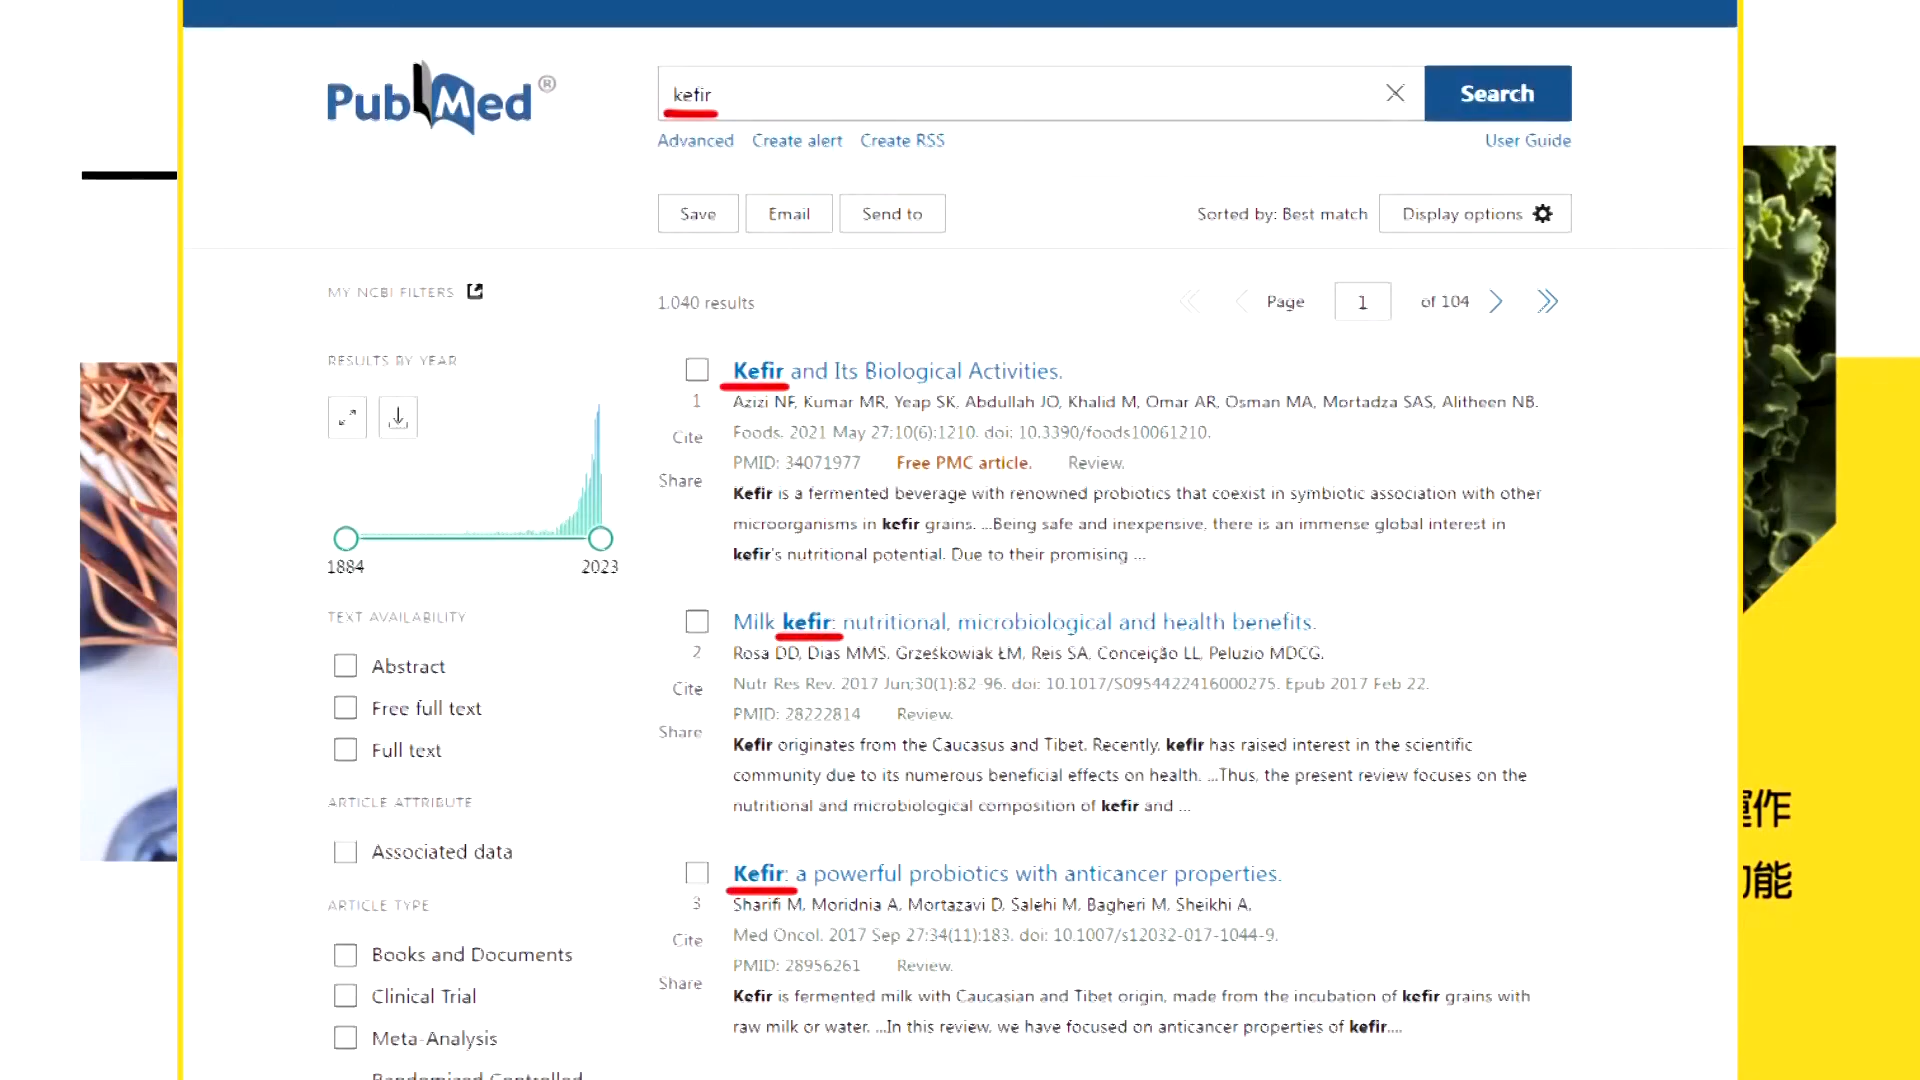 PubMed®
kefir
Search
Advanced Create alert Create RSS
User Guide
Save Email Send to
Sorted by: Best match Display options
MY NCBI FILTERS
1,040 results
Page 1 of 104
RESULTS BY YEAR
1884 2023
TEXT AVAILABILITY
Abstract
Free full text
Full text
ARTICLE ATTRIBUTE
Associated data
ARTICLE TYPE
Books and Documents
Clinical Trial
Meta-Analysis
Randomized Controlled
Kefir and Its Biological Activities.
1
Azizi NF, Kumar MR, Yeap SK, Abdullah JO, Khalid M, Omar AR, Osman MA, Mortadza SAS, Alitheen NB.
Cite
Foods. 2021 May 27;10(6):1210. doi: 10.3390/foods10061210.
PMID: 34071977 Free PMC article. Review.
Share
Kefir is a fermented beverage with renowned probiotics that coexist in symbiotic association with other
microorganisms in kefir grains. ...Being safe and inexpensive, there is an immense global interest in
kefir's nutritional potential. Due to their promising ...
Milk kefir: nutritional, microbiological and health benefits.
2
Rosa DD, Dias MMS, Grześkowiak ŁM, Reis SA, Conceição LL, Peluzio MDCG.
Cite
Nutr Res Rev. 2017 Jun;30(1):82-96. doi: 10.1017/S0954422416000275. Epub 2017 Feb 22.
PMID: 28222814 Review.
Share
Kefir originates from the Caucasus and Tibet. Recently, kefir has raised interest in the scientific
community due to its numerous beneficial effects on health. ...Thus, the present review focuses on the
nutritional and microbiological composition of kefir and ...
Kefir: a powerful probiotics with anticancer properties.
3
Sharifi M, Moridnia A, Mortazavi D, Salehi M, Bagheri M, Sheikhi A.
Cite
Med Oncol. 2017 Sep 27;34(11):183. doi: 10.1007/s12032-017-1044-9.
PMID: 28956261 Review.
Share
Kefir is fermented milk with Caucasian and Tibet origin, made from the incubation of kefir grains with
raw milk or water. ...In this review, we have focused on anticancer properties of kefir....
作
能